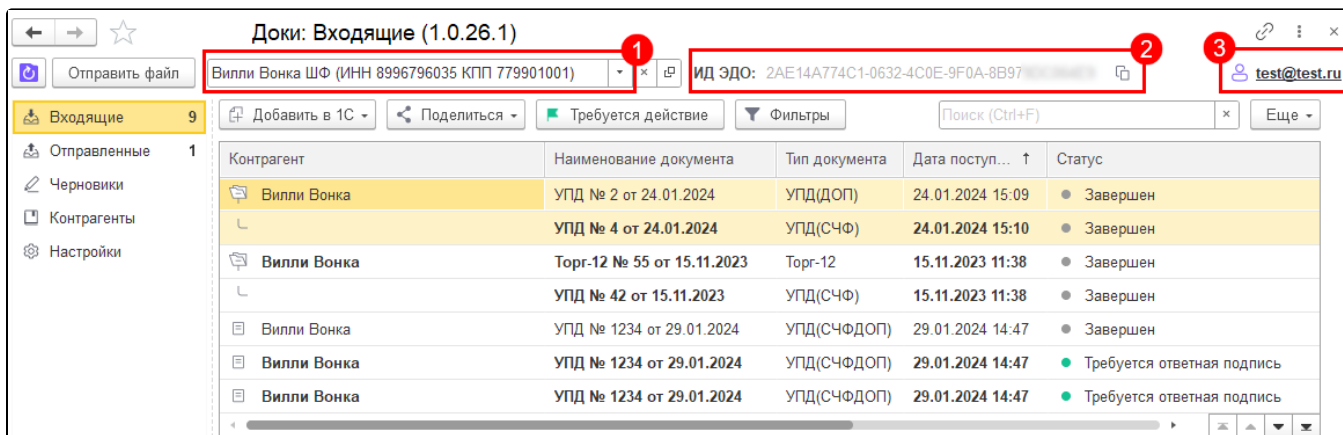 Доки: Входящие (1.0.26.1)
1
2
3
Отправить файл
Вилли Вонка ШФ (ИНН 8996796035 КПП 779901001)
ИД ЭДО: 2AE14A774C1-0632-4C0E-9F0A-8B97
test@test.ru
Входящие 9
Отправленные 1
Черновики
Контрагенты
Настройки
Добавить в 1С Поделиться Требуется действие Фильтры Поиск (Ctrl+F) Еще
Контрагент Наименование документа Тип документа Дата поступ... ↑ Статус
Вилли Вонка УПД № 2 от 24.01.2024 УПД(ДОП) 24.01.2024 15:09 Завершен
УПД № 4 от 24.01.2024 УПД(СЧФ) 24.01.2024 15:10 Завершен
Вилли Вонка Торг-12 № 55 от 15.11.2023 Торг-12 15.11.2023 11:38 Завершен
УПД № 42 от 15.11.2023 УПД(СЧФ) 15.11.2023 11:38 Завершен
Вилли Вонка УПД № 1234 от 29.01.2024 УПД(СЧФДОП) 29.01.2024 14:47 Завершен
Вилли Вонка УПД № 1234 от 29.01.2024 УПД(СЧФДОП) 29.01.2024 14:47 Требуется ответная подпись
Вилли Вонка УПД № 1234 от 29.01.2024 УПД(СЧФДОП) 29.01.2024 14:47 Требуется ответная подпись